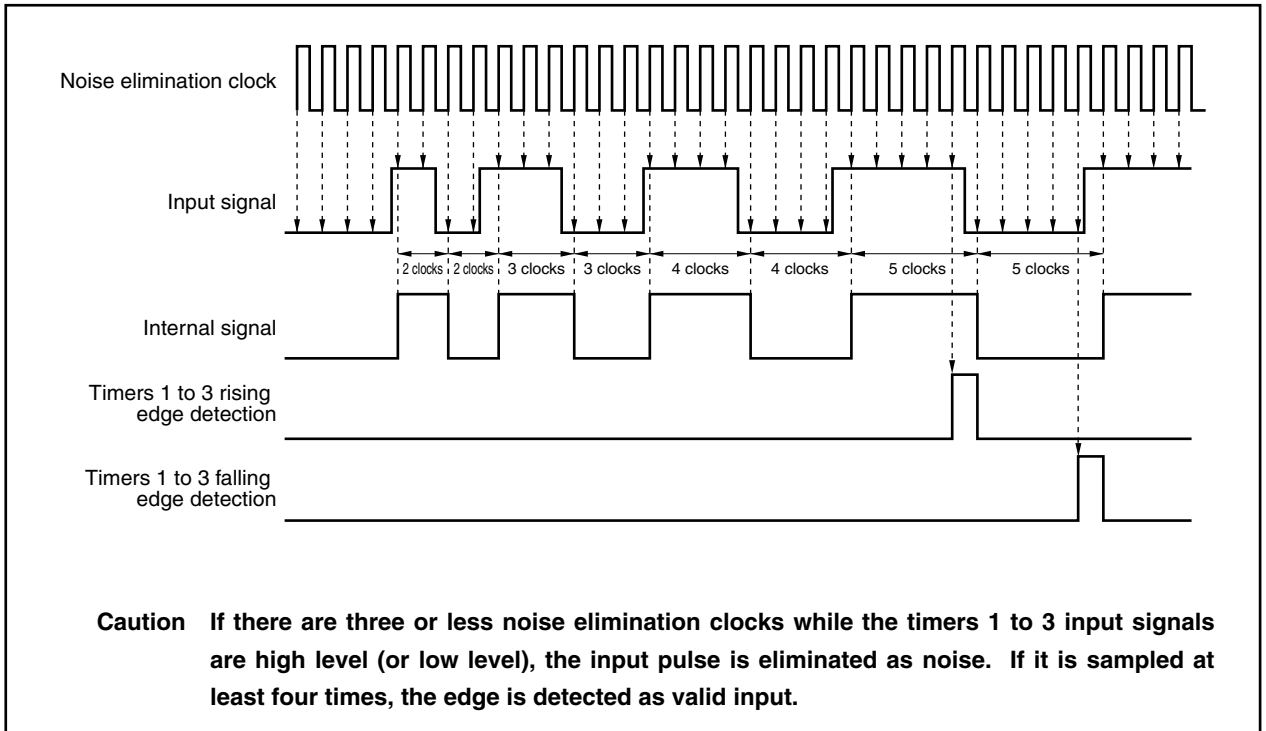 Noise elimination clock
Input signal
2 clocks 2 clocks 3 clocks 3 clocks 4 clocks 4 clocks 5 clocks 5 clocks
Internal signal
Timers 1 to 3 rising
edge detection
Timers 1 to 3 falling
edge detection
Caution If there are three or less noise elimination clocks while the timers 1 to 3 input signals
are high level (or low level), the input pulse is eliminated as noise. If it is sampled at
least four times, the edge is detected as valid input.